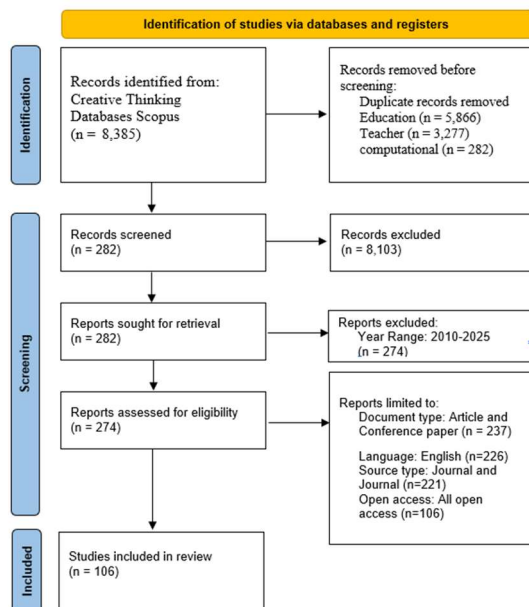 Identification of studies via databases and registers
Identification
Records identified from:
Creative Thinking
Databases Scopus
(n = 8,385)
Records removed before
screening:
Duplicate records removed
Education (n = 5,866)
Teacher (n = 3,277)
computational (n = 282)
Screening
Records screened
(n = 282)
Records excluded
(n = 8,103)
Reports sought for retrieval
(n = 282)
Reports excluded:
Year Range: 2010-2025
(n = 274)
Reports assessed for eligibility
(n = 274)
Reports limited to:
Document type: Article and
Conference paper (n = 237)
Language: English (n=226)
Source type: Journal and
Journal (n=221)
Open access: All open
access (n=106)
Included
Studies included in review
(n = 106)